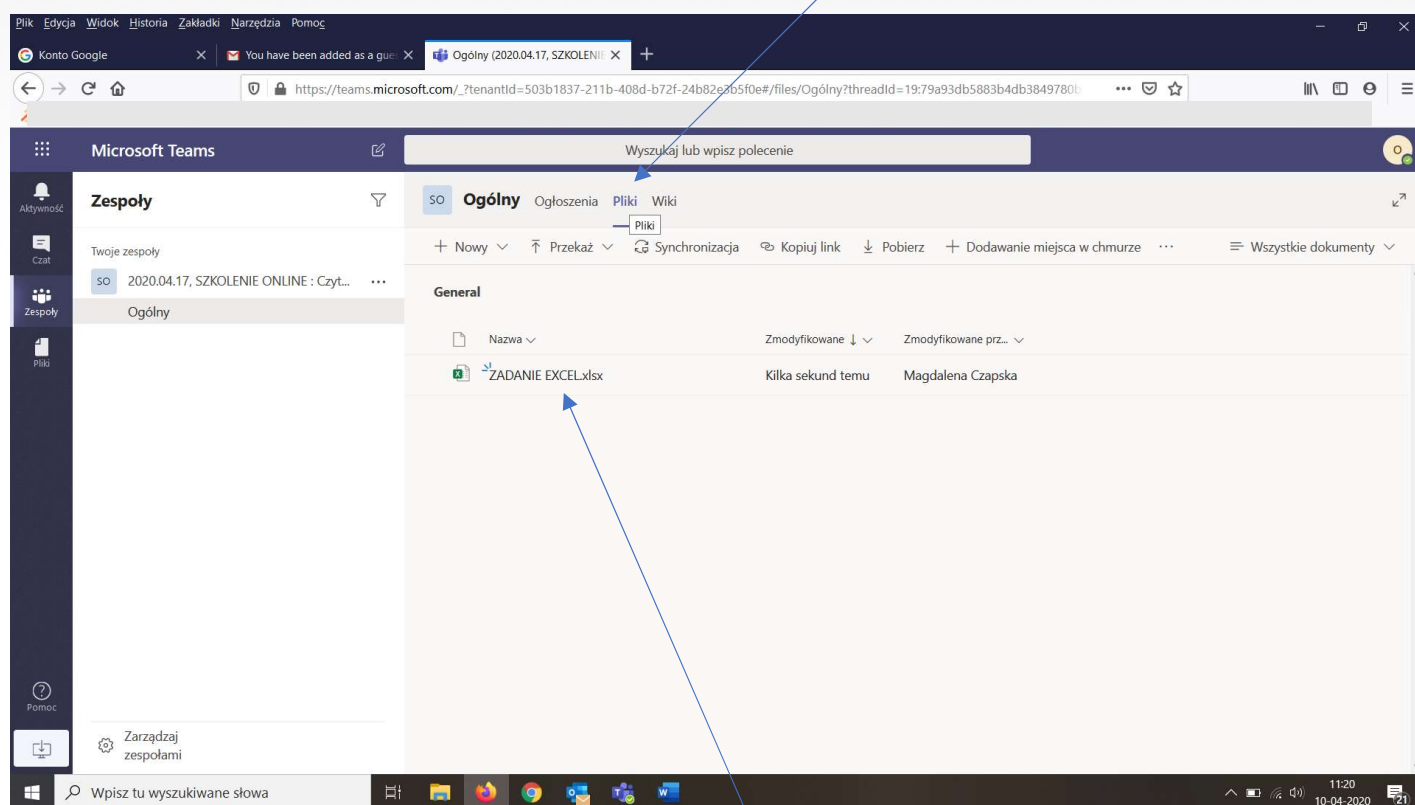 Plik Edycja Widok Historia Zakładki Narzędzia Pomoc
Konto Google
You have been added as a gues
Ogólny (2020.04.17, SZKOLENIE
https://teams.microsoft.com/_?tenantId=503b1837-211b-408d-b72f-24b82e3b5f0e#/files/Ogólny?threadId=19:79a93db5883b4db3849780b
Microsoft Teams
Wyszukaj lub wpisz polecenie
O
Aktywność
Czat
Zespoły
Pliki
Pomoc
Zespoły
Twoje zespoły
SO 2020.04.17, SZKOLENIE ONLINE : Czyt... ...
Ogólny
Zarządzaj
zespołami
SO Ogólny Ogłoszenia Pliki Wiki
Pliki
+ Nowy Przekaż Synchronizacja Kopiuj link Pobierz + Dodawanie miejsca w chmurze ... Wszystkie dokumenty
General
Nazwa Zmodyfikowane ↓ Zmodyfikowane prz...
ZADANIE EXCEL.xlsx Kilka sekund temu Magdalena Czapska
Wpisz tu wyszukiwane słowa
11:20
10-04-2020
21